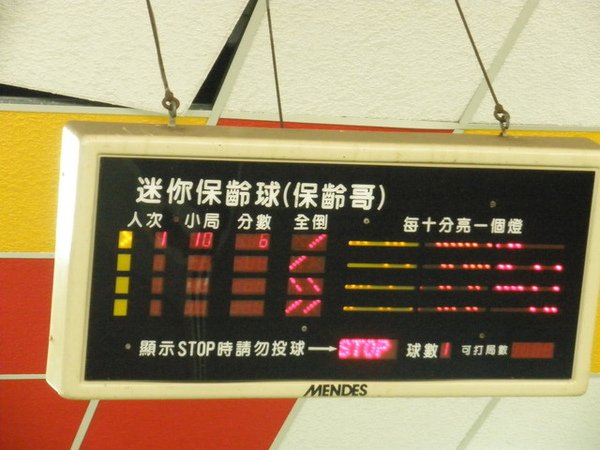 迷你保齡球(保齡哥)
人次 小局 分數 全倒 每十分亮一個燈
1 10 6
顯示STOP時請勿投球→ STOP 球數 1 可打局數
MENDES